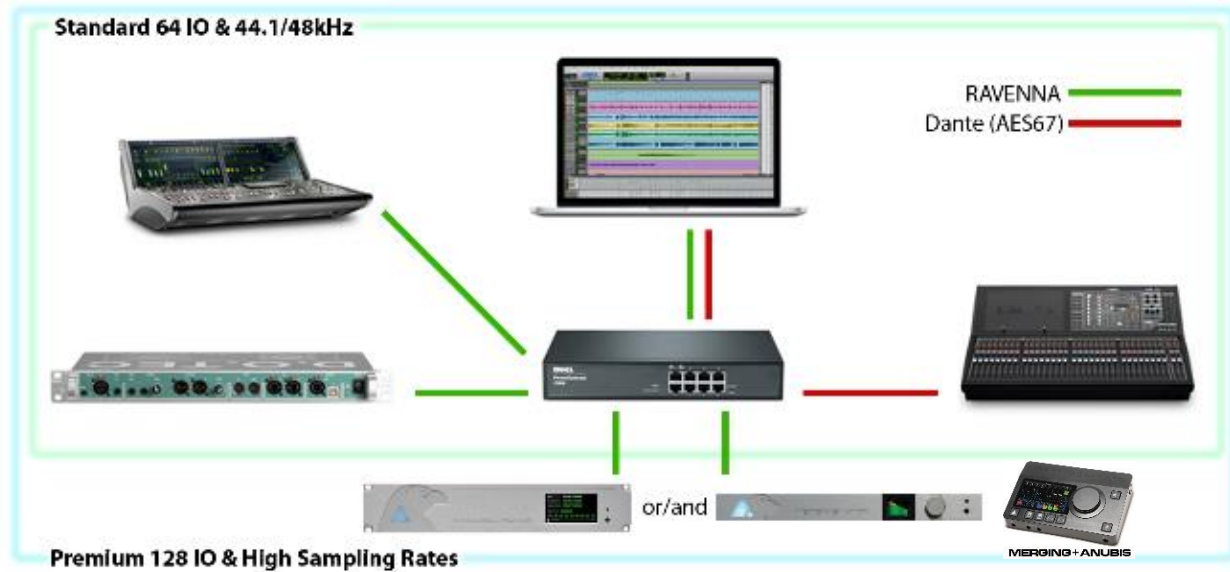 Standard 64 IO & 44.1/48kHz
RAVENNA
Dante (AES67)
DELL
or/and
MERGING+ANUBIS
Premium 128 IO & High Sampling Rates